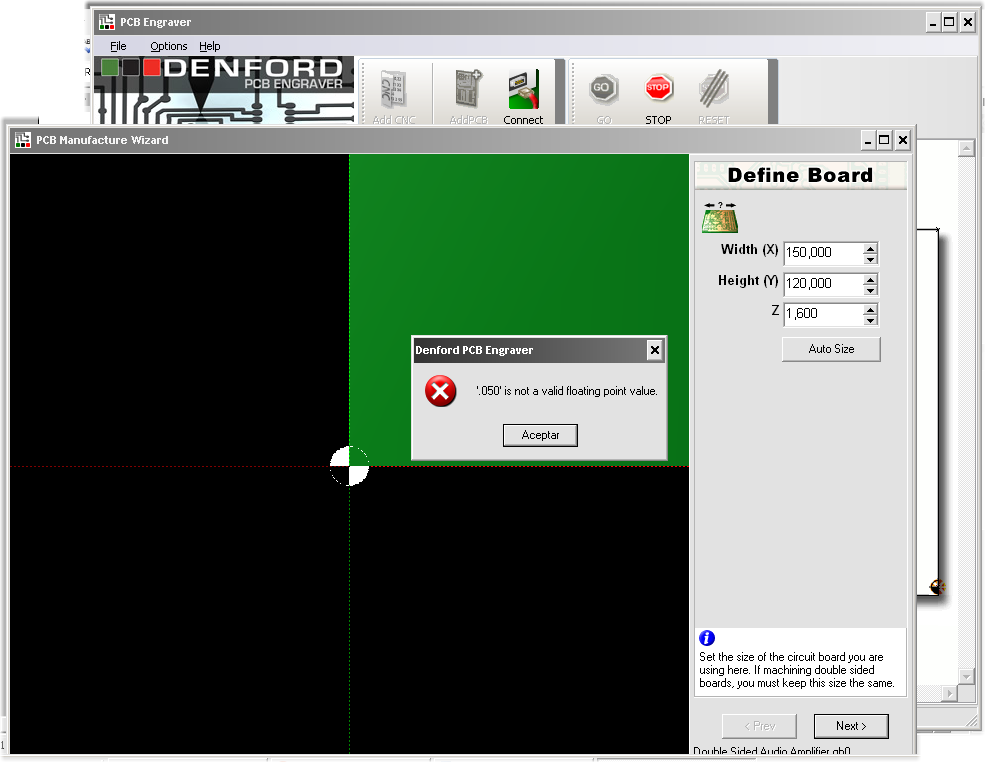 PCB Engraver
File Options Help
DENFORD
PCB ENGRAVER
CNC
GO
STOP
Add CNC
AddPCB
Connect
GO
STOP
RESET
PCB Manufacture Wizard
Define Board
?
Width (X) 150,000
Height (Y) 120,000
Z 1,600
Auto Size
Denford PCB Engraver
'.050' is not a valid floating point value.
Aceptar
i
Set the size of the circuit board you are
using here. If machining double sided
boards, you must keep this size the same.
< Prev
Next >
Double Sided Audio Amplifier.gb0